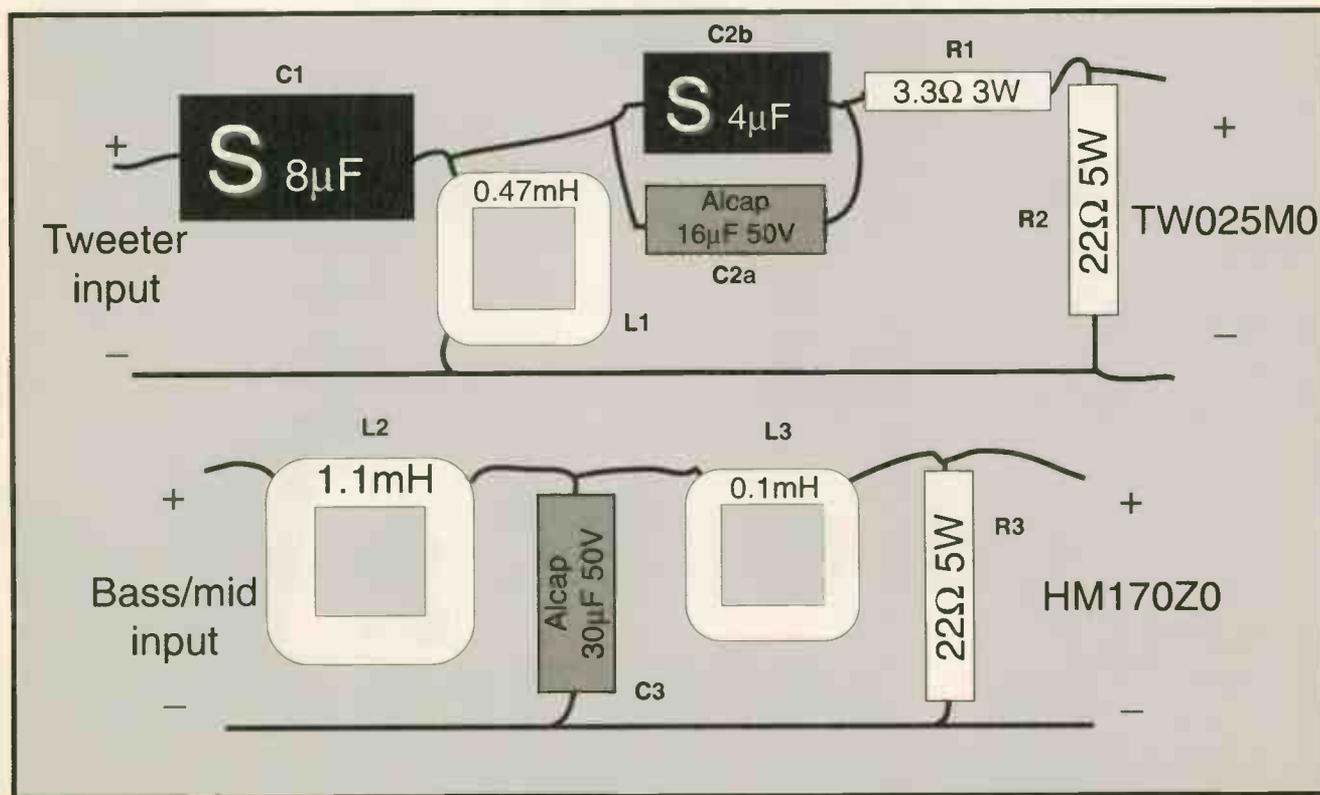 C1
S 8µF
C2b
S 4µF
R1
3.3Ω 3W
+
Tweeter
input
−
0.47mH
L1
Alcap
16µF 50V
C2a
R2
22Ω 5W
+
TW025M0
−
L2
1.1mH
L3
0.1mH
+
Bass/mid
input
−
Alcap
30µF 50V
C3
22Ω 5W
R3
+
HM170Z0
−